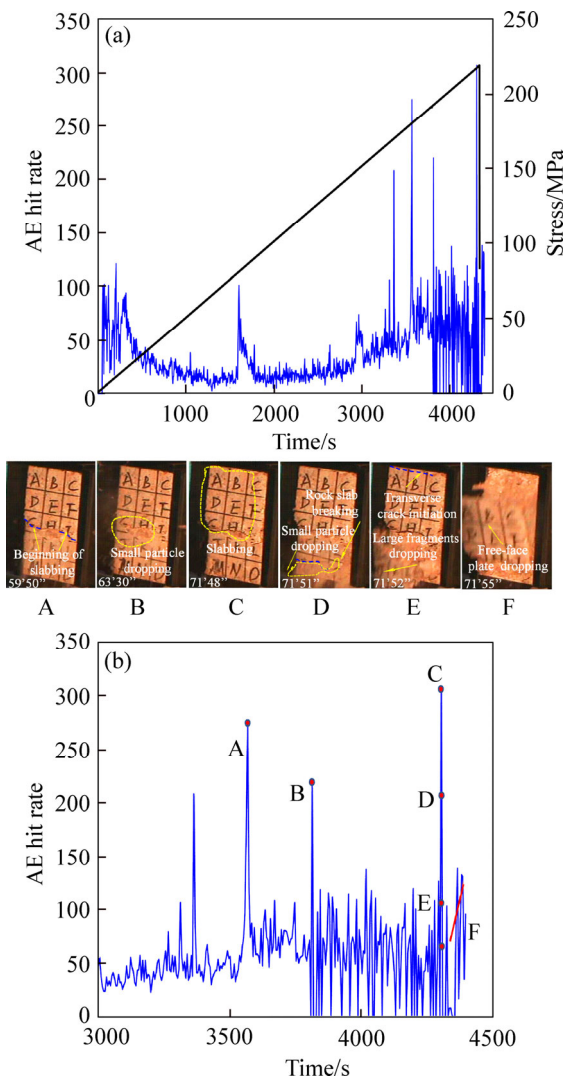 (a)
350
300
250
200
150
100
50
0
AE hit rate
250
200
150
100
50
0
Stress/MPa
0
1000
2000
3000
4000
Time/s
A B C
D E F
G H I
Beginning of
slabbing
59'50''
A
A B C
D E F
G H I
Small particle
dropping
63'30''
B
A B C
D E F
G H I
Slabbing
M N O
71'48''
C
A B C
D E F
Rock slab
breaking
Small particle
dropping
71'51''
D
A B C
Transverse
crack initiation
Large fragments
dropping
71'52''
E
Free-face
plate dropping
71'55''
F
(b)
350
300
250
200
150
100
50
0
AE hit rate
A
B
C
D
E
F
3000
3500
4000
4500
Time/s